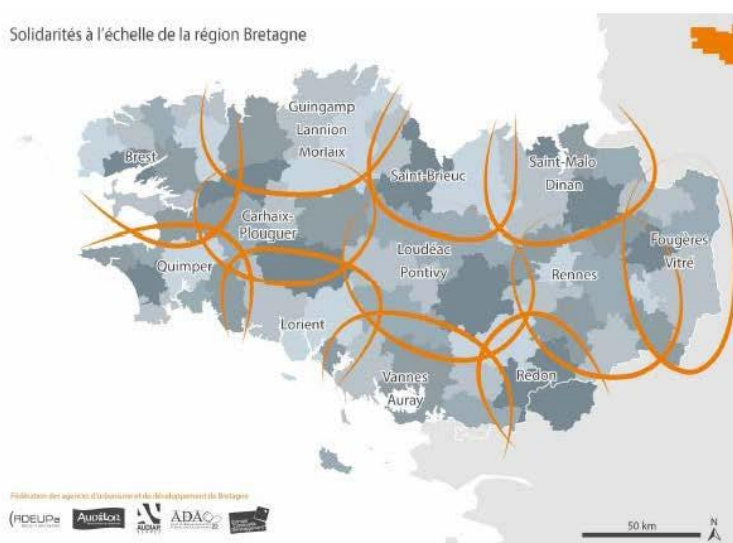 Solidarités à l'échelle de la région Bretagne
Guingamp
Lannion
Morlaix
Brest
Saint-Brieuc
Saint-Malo
Dinan
Carhaix-
Plouguer
Loudéac
Pontivy
Fougères
Vitré
Quimper
Rennes
Lorient
Vannes
Auray
Redon
Fédération des agences d'urbanisme et de développement de Bretagne
ADEUPa
AudéLor
AUDIAR
ADAC
50 km
N